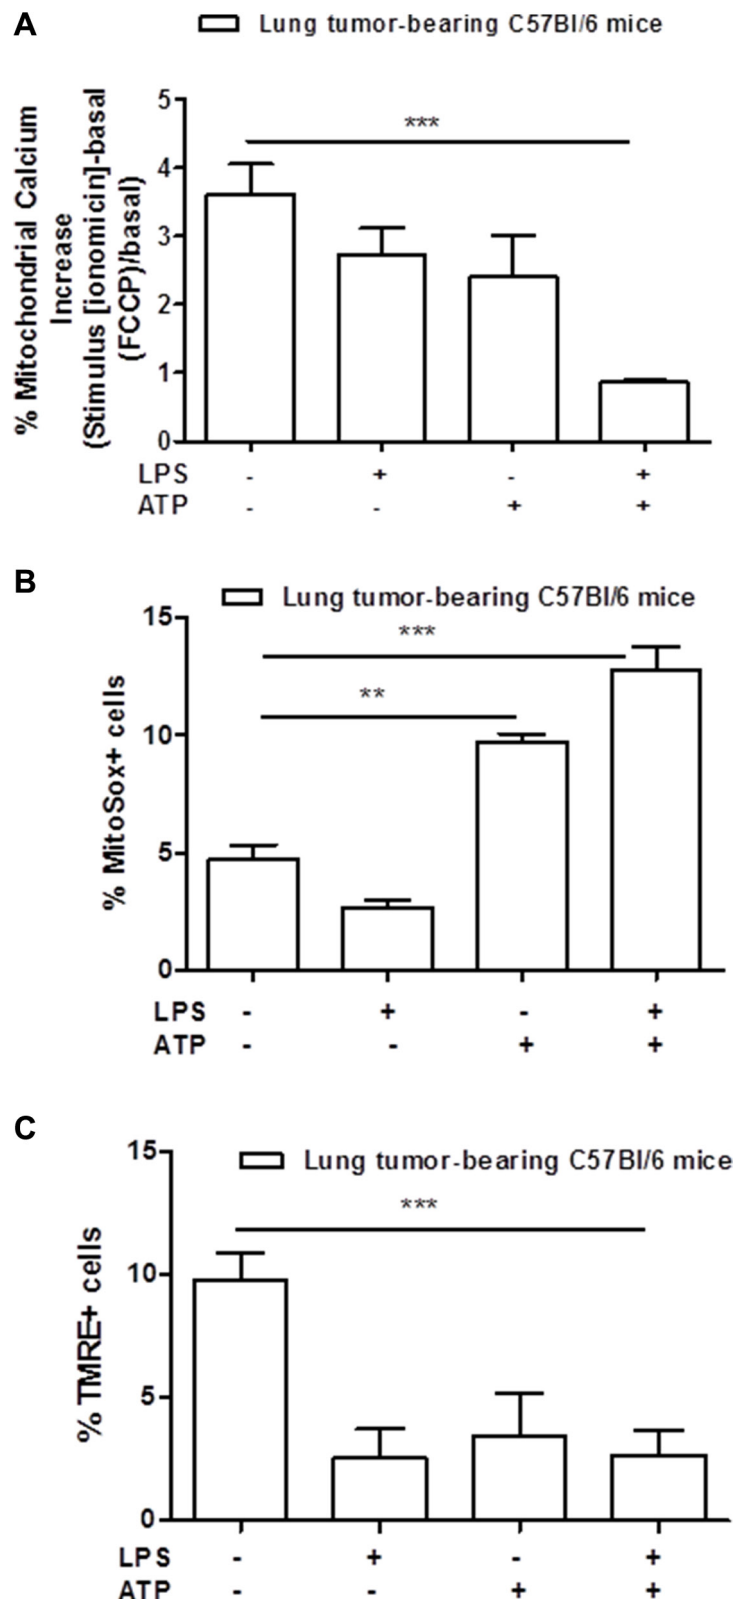 A
Lung tumor-bearing C57Bl/6 mice
% Mitochondrial Calcium
Increase
(Stimulus [ionomicin]-basal
(FCCP)/basal)
5
4
3
2
1
0
***
LPS - + - +
ATP - - + +
B
Lung tumor-bearing C57Bl/6 mice
% MitoSox+ cells
15
10
5
0
***
**
LPS - + - +
ATP - - + +
C
Lung tumor-bearing C57Bl/6 mice
% TMRE+ cells
15
10
5
0
***
LPS - + - +
ATP - - + +